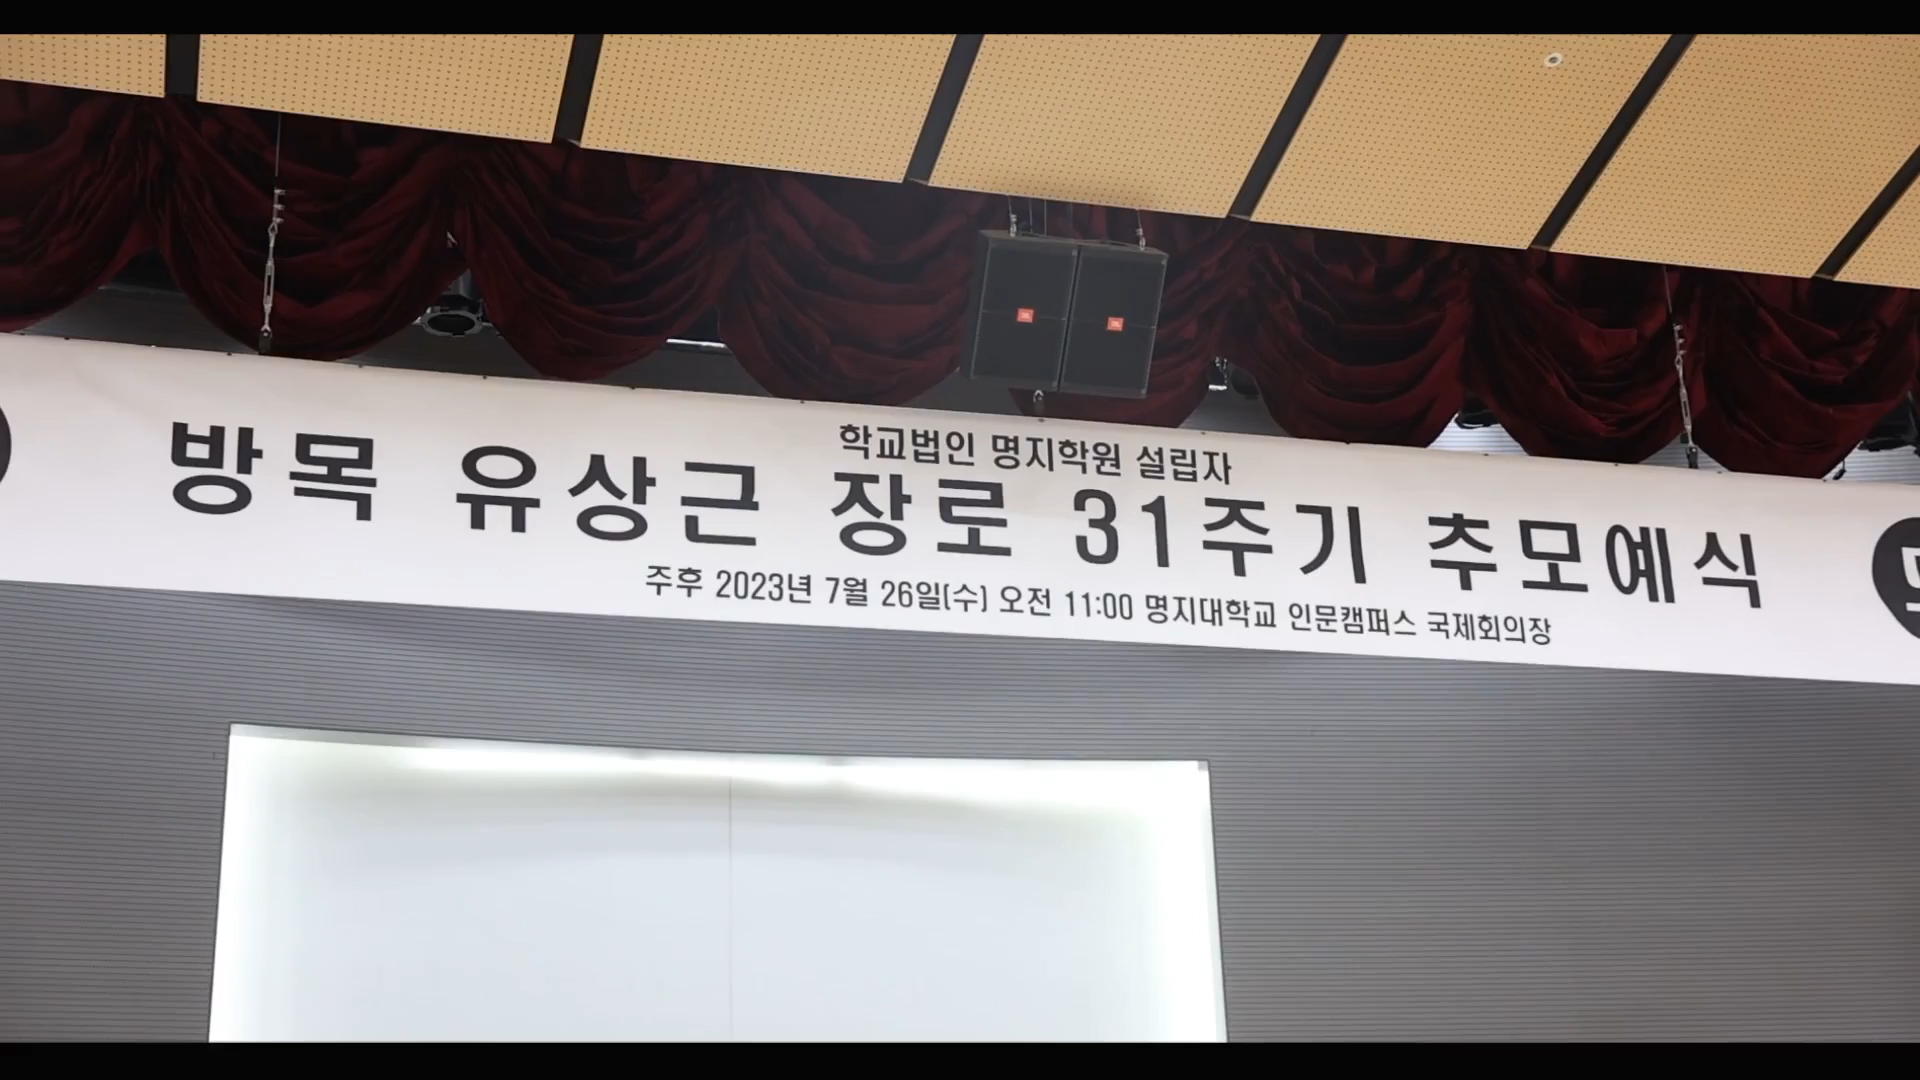 학교법인 명지학원 설립자
방목 유상근 장로 31주기 추모예식
주후 2023년 7월 26일(수) 오전 11:00 명지대학교 인문캠퍼스 국제회의장
JBL
JBL